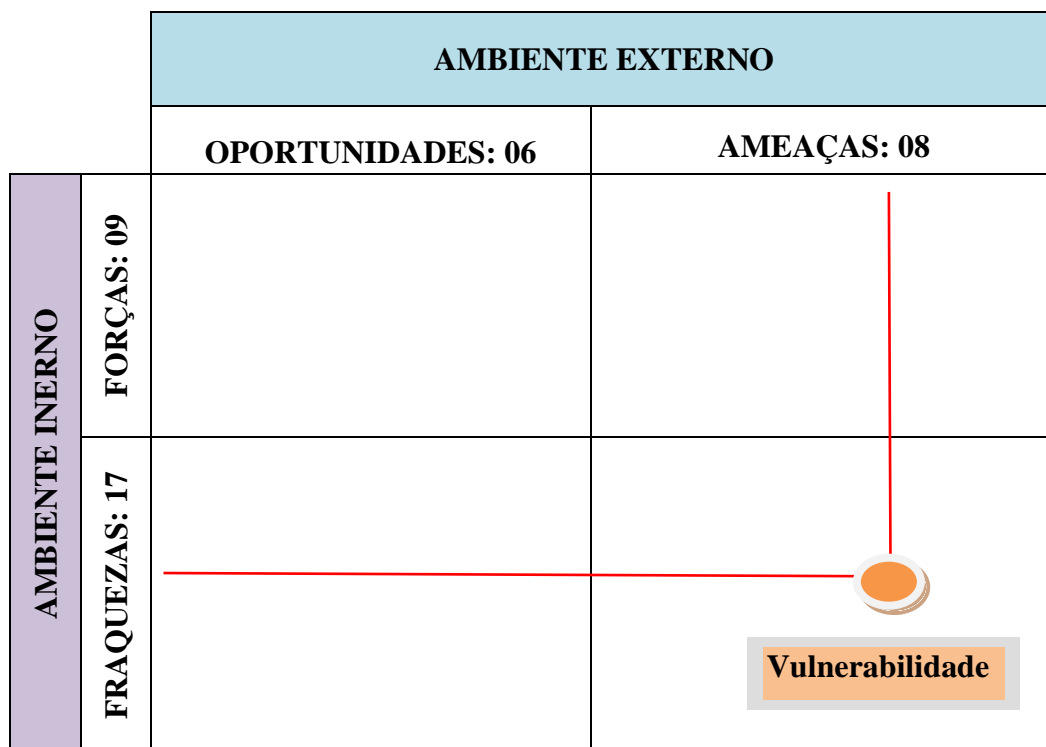 AMBIENTE EXTERNO
OPORTUNIDADES: 06
AMEAÇAS: 08
AMBIENTE INERNO
FORÇAS: 09
FRAQUEZAS: 17
Vulnerabilidade